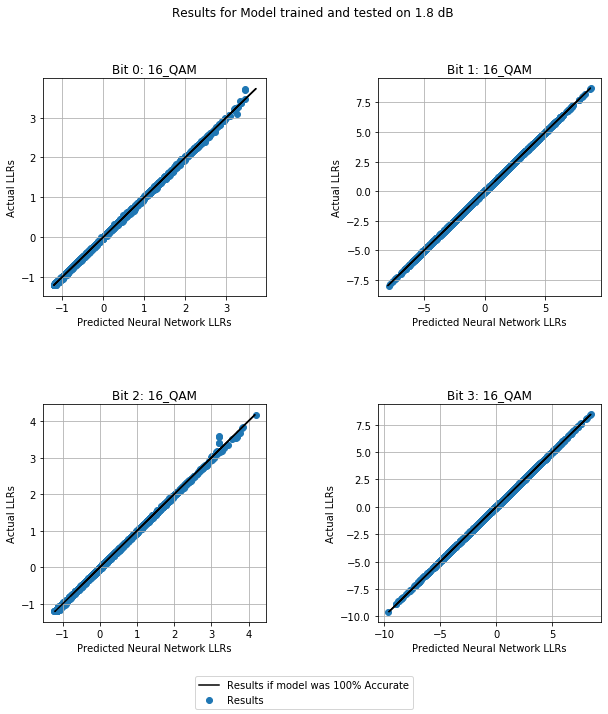 Results for Model trained and tested on 1.8 dB
Bit 0: 16_QAM
Actual LLRs
3
2
1
0
−1
−1 0 1 2 3
Predicted Neural Network LLRs
Bit 1: 16_QAM
Actual LLRs
7.5
5.0
2.5
0.0
−2.5
−5.0
−7.5
−5 0 5
Predicted Neural Network LLRs
Bit 2: 16_QAM
Actual LLRs
4
3
2
1
0
−1
−1 0 1 2 3 4
Predicted Neural Network LLRs
Bit 3: 16_QAM
Actual LLRs
7.5
5.0
2.5
0.0
−2.5
−5.0
−7.5
−10.0
−10 −5 0 5
Predicted Neural Network LLRs
Results if model was 100% Accurate
Results